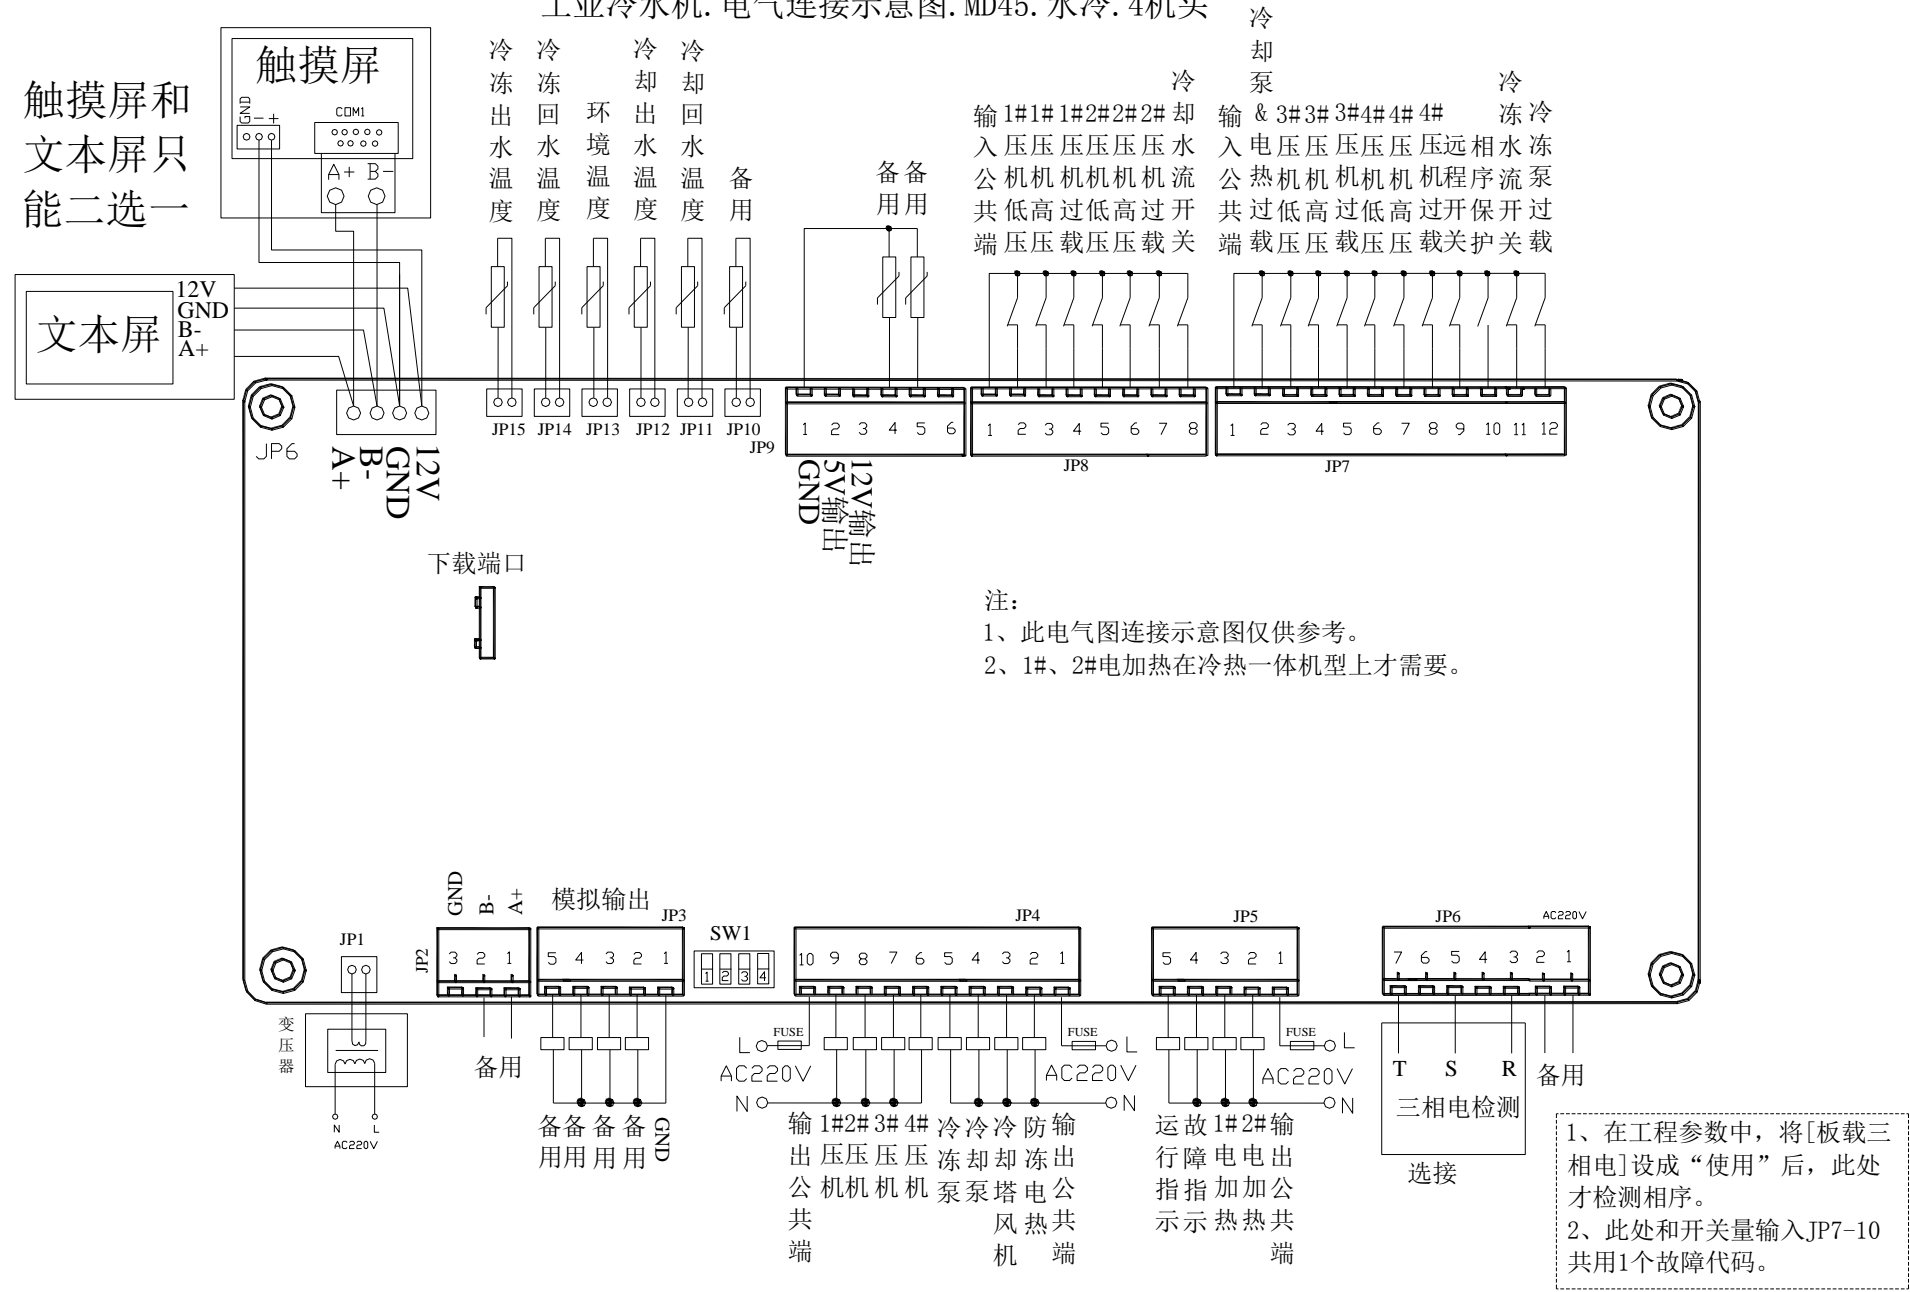 工业冷水机.电气连接示意图.MD45.水冷.4机头
触摸屏和
文本屏只
能二选一
触摸屏
GND
-
+
COM1
A+ B-
文本屏
12V
GND
B-
A+
冷冻出水温度
冷冻回水温度
环境温度
冷却出水温度
冷却回水温度
备用
备用
备用
输入公共端
1#压机低压
1#压机高压
1#压机过载
2#压机低压
2#压机高压
2#压机过载
冷却水流开关
输入公共端
冷却泵&电热过载
3#压机低压
3#压机高压
3#压机过载
4#压机低压
4#压机高压
4#压机过载
远程开关
相序保护
冷冻水流开关
冷冻泵过载
JP6
A+
B-
GND
12V
JP15 JP14 JP13 JP12 JP11 JP10
JP9
1 2 3 4 5 6
GND
5V输出
12V输出
1 2 3 4 5 6 7 8
JP8
1 2 3 4 5 6 7 8 9 10 11 12
JP7
下载端口
注:
1、此电气图连接示意图仅供参考。
2、1#、2#电加热在冷热一体机型上才需要。
JP1
变压器
N L
AC220V
JP2
GND
B-
A+
3 2 1
备用
模拟输出
JP3
5 4 3 2 1
备用
备用
备用
备用
GND
SW1
1 2 3 4
JP4
10 9 8 7 6 5 4 3 2 1
FUSE
L
AC220V
N
FUSE
L
AC220V
N
输出公共端
1#压机
2#压机
3#压机
4#压机
冷冻泵
冷却泵
冷却塔风机
防冻电热
输出公共端
JP5
5 4 3 2 1
FUSE
L
AC220V
N
运行指示
故障指示
1#电加热
2#电加热
输出公共端
JP6
AC220V
7 6 5 4 3 2 1
T S R
三相电检测
备用
选接
1、在工程参数中，将[板载三
相电]设成“使用”后，此处
才检测相序。
2、此处和开关量输入JP7-10
共用1个故障代码。